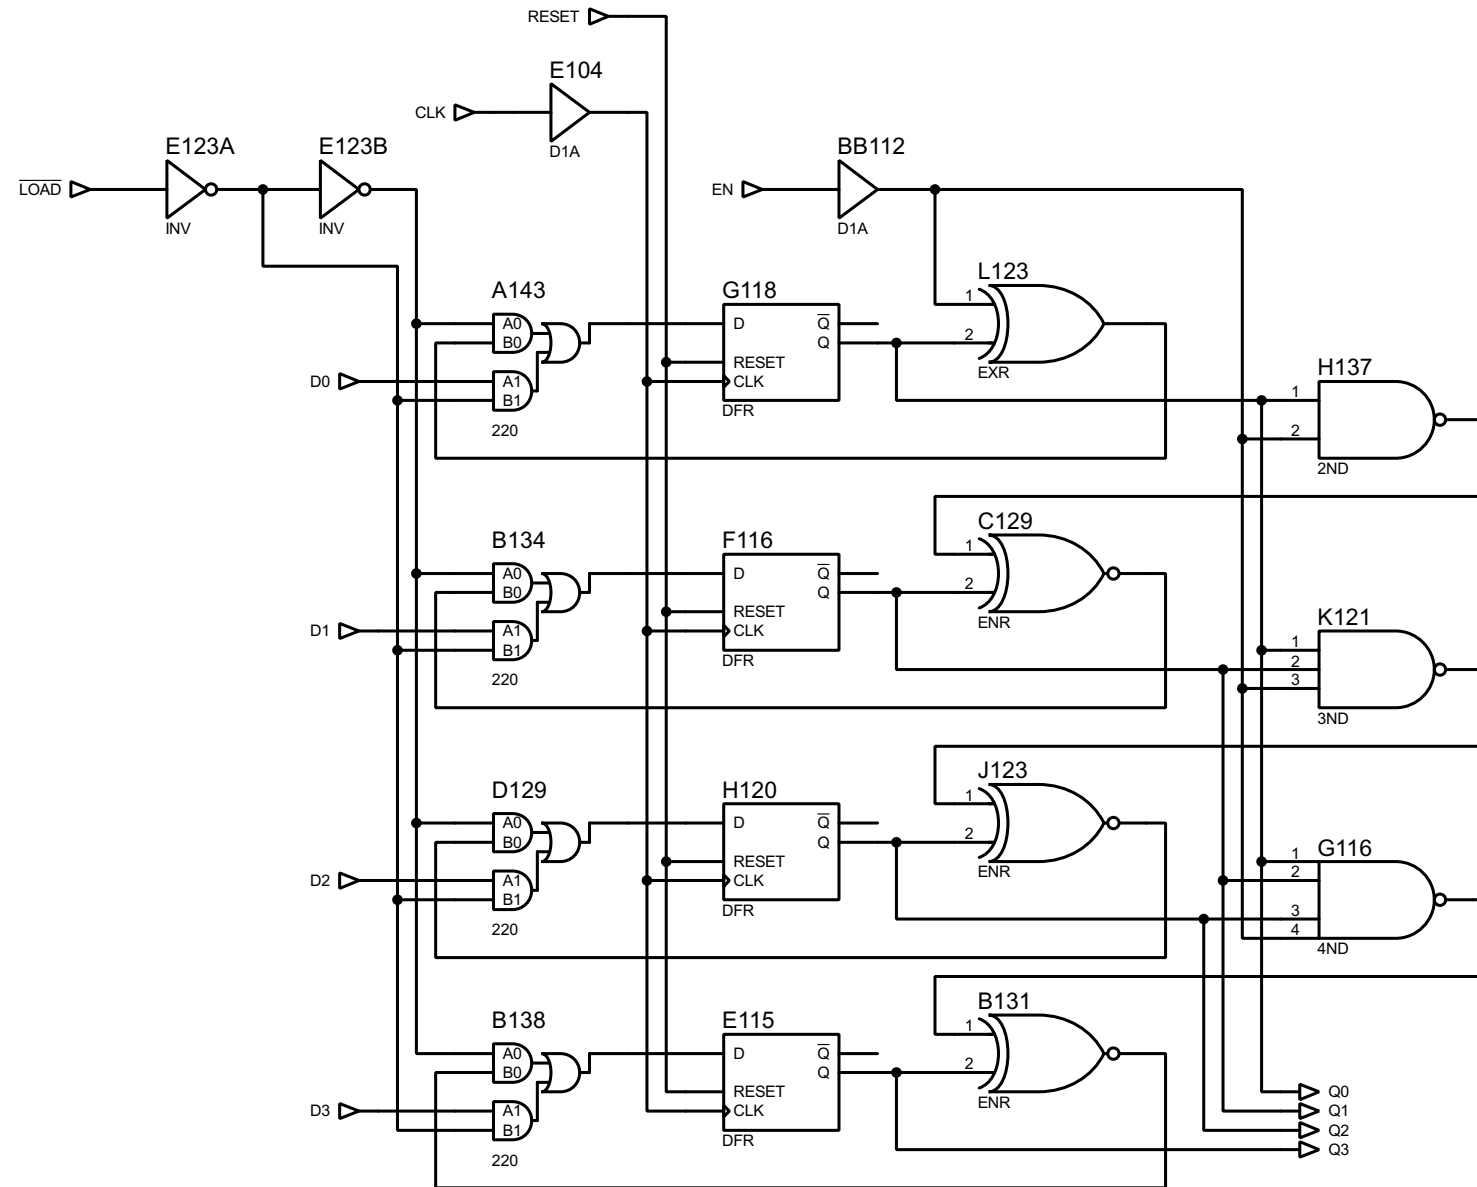 RESET
E104
CLK
D1A
E123A
E123B
BB112
LOAD
INV
INV
EN
D1A
A143
G118
L123
A0
B0
D Q
Q
1
2
RESET
CLK
EXR
H137
D0
A1
B1
DFR
1
2
220
2ND
B134
F116
C129
A0
B0
D Q
Q
1
2
RESET
CLK
ENR
K121
D1
A1
B1
DFR
1
2
3
220
3ND
D129
H120
J123
A0
B0
D Q
Q
1
2
RESET
CLK
ENR
G116
D2
A1
B1
DFR
1
2
3
4
220
4ND
B138
E115
B131
A0
B0
D Q
Q
1
2
RESET
CLK
ENR
D3
A1
B1
DFR
220
Q0
Q1
Q2
Q3